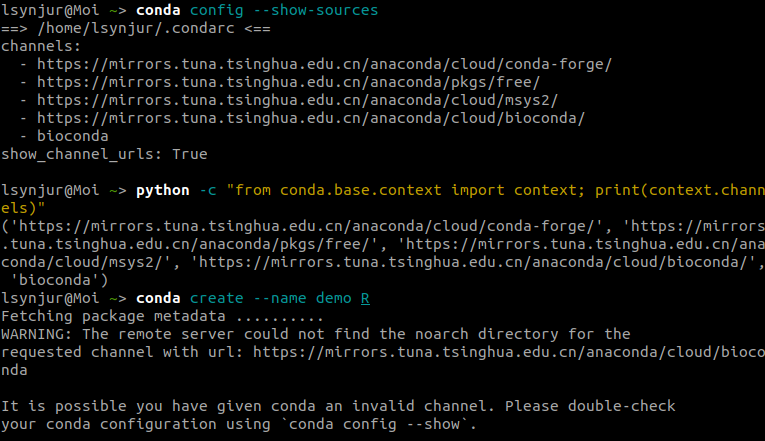 lsynjur@Moi ~> conda config --show-sources
==> /home/lsynjur/.condarc <==
channels:
  - https://mirrors.tuna.tsinghua.edu.cn/anaconda/cloud/conda-forge/
  - https://mirrors.tuna.tsinghua.edu.cn/anaconda/pkgs/free/
  - https://mirrors.tuna.tsinghua.edu.cn/anaconda/cloud/msys2/
  - https://mirrors.tuna.tsinghua.edu.cn/anaconda/cloud/bioconda/
  - bioconda
show_channel_urls: True
lsynjur@Moi ~> python -c "from conda.base.context import context; print(context.chann
els)"
('https://mirrors.tuna.tsinghua.edu.cn/anaconda/cloud/conda-forge/', 'https://mirrors
.tuna.tsinghua.edu.cn/anaconda/pkgs/free/', 'https://mirrors.tuna.tsinghua.edu.cn/ana
conda/cloud/msys2/', 'https://mirrors.tuna.tsinghua.edu.cn/anaconda/cloud/bioconda/',
 'bioconda')
lsynjur@Moi ~> conda create --name demo R
Fetching package metadata ..........
WARNING: The remote server could not find the noarch directory for the
requested channel with url: https://mirrors.tuna.tsinghua.edu.cn/anaconda/cloud/bioco
nda
It is possible you have given conda an invalid channel. Please double-check
your conda configuration using `conda config --show`.